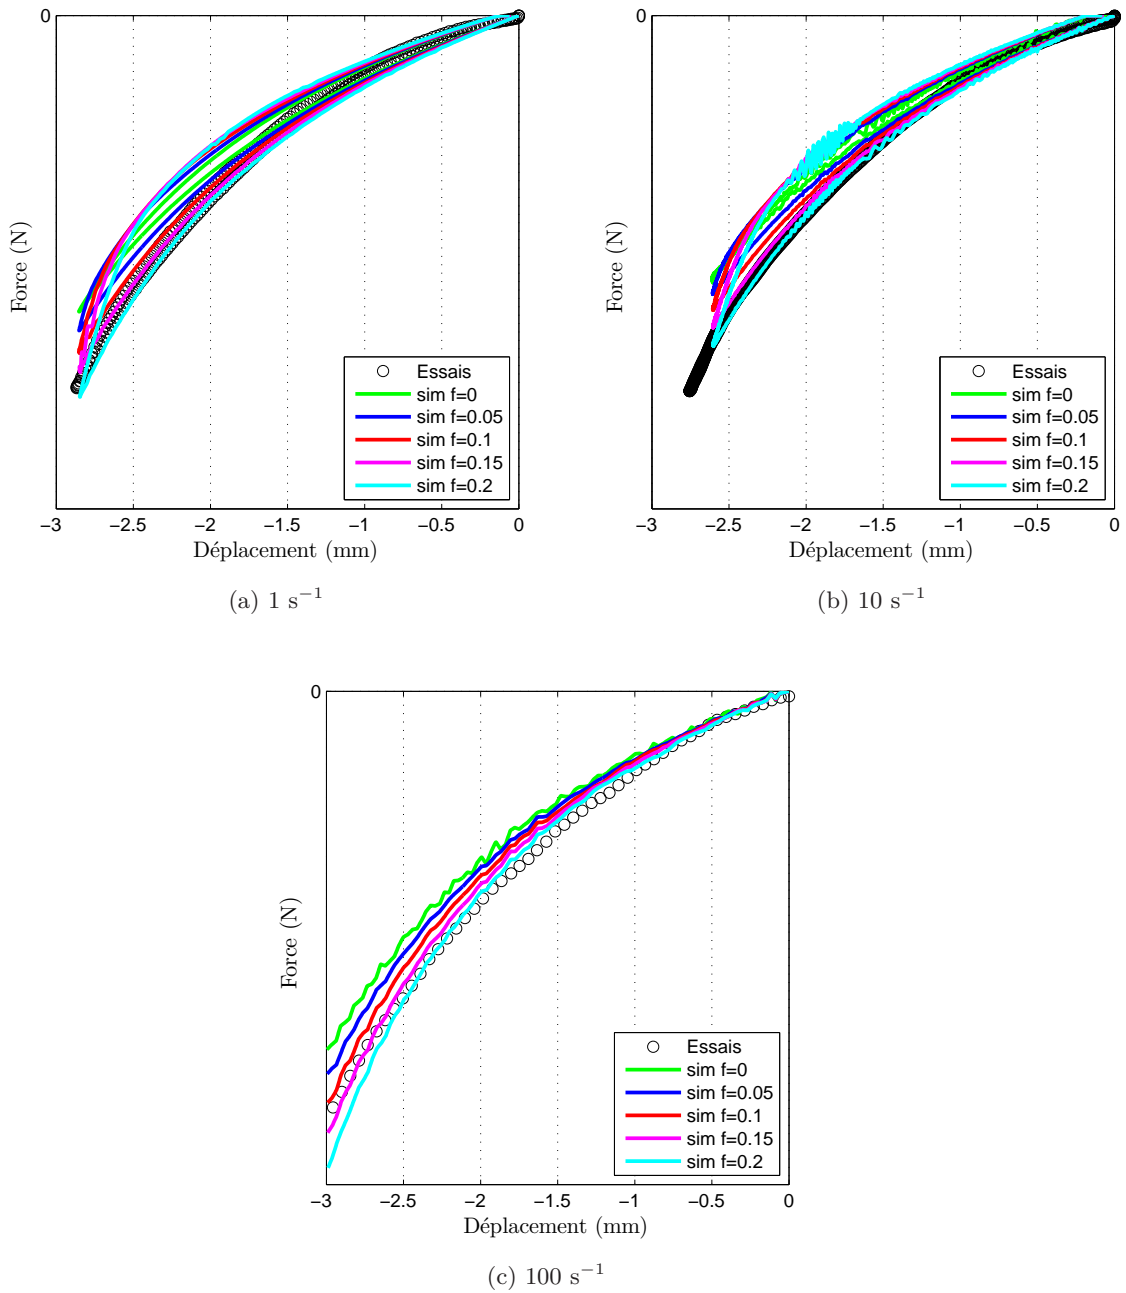 0
Force (N)
Essais
sim f=0
sim f=0.05
sim f=0.1
sim f=0.15
sim f=0.2
−3 −2.5 −2 −1.5 −1 −0.5 0
Déplacement (mm)
(a) 1 s−1
0
Force (N)
Essais
sim f=0
sim f=0.05
sim f=0.1
sim f=0.15
sim f=0.2
−3 −2.5 −2 −1.5 −1 −0.5 0
Déplacement (mm)
(b) 10 s−1
0
Force (N)
Essais
sim f=0
sim f=0.05
sim f=0.1
sim f=0.15
sim f=0.2
−3 −2.5 −2 −1.5 −1 −0.5 0
Déplacement (mm)
(c) 100 s−1